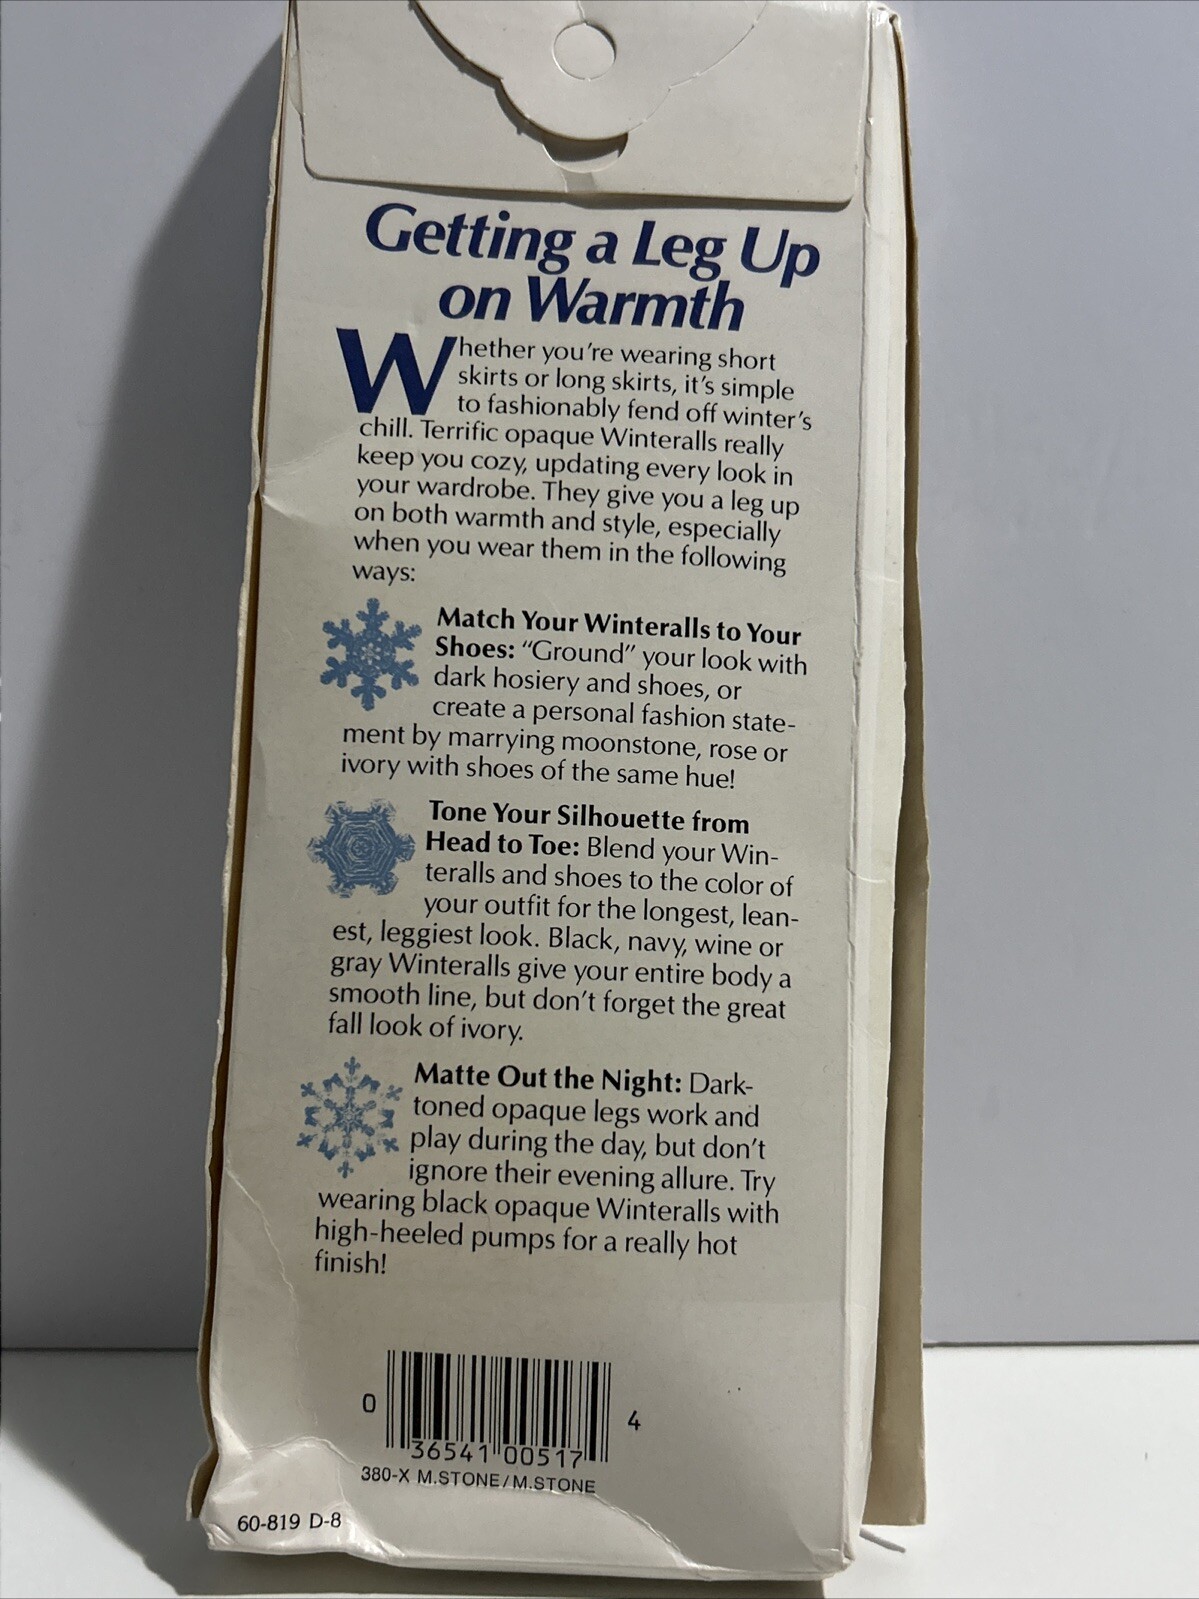 Getting a Leg Up
on Warmth
Whether you're wearing short
skirts or long skirts, it's simple
to fashionably fend off winter's
chill. Terrific opaque Winteralls really
keep you cozy, updating every look in
your wardrobe. They give you a leg up
on both warmth and style, especially
when you wear them in the following
ways:
Match Your Winteralls to Your
Shoes: "Ground" your look with
dark hosiery and shoes, or
create a personal fashion state-
ment by marrying moonstone, rose or
ivory with shoes of the same hue!
Tone Your Silhouette from
Head to Toe: Blend your Win-
teralls and shoes to the color of
your outfit for the longest, lean-
est, leggiest look. Black, navy, wine or
gray Winteralls give your entire body a
smooth line, but don't forget the great
fall look of ivory.
Matte Out the Night: Dark-
toned opaque legs work and
play during the day, but don't
ignore their evening allure. Try
wearing black opaque Winteralls with
high-heeled pumps for a really hot
finish!
0 36541 00517 4
380-X M.STONE/M.STONE
60-819 D-8